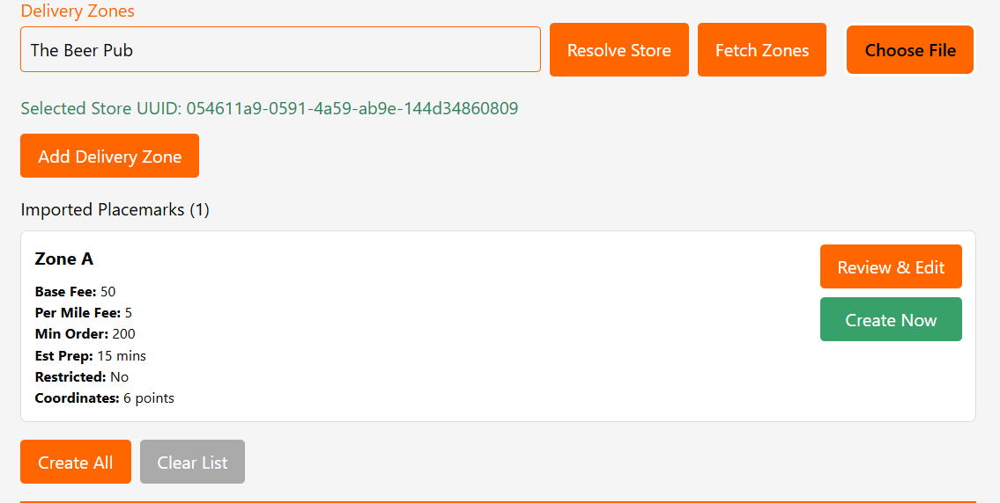 Delivery Zones
The Beer Pub
Resolve Store
Fetch Zones
Choose File
Selected Store UUID: 054611a9-0591-4a59-ab9e-144d34860809
Add Delivery Zone
Imported Placemarks (1)
Zone A
Review & Edit
Base Fee: 50
Per Mile Fee: 5
Create Now
Min Order: 200
Est Prep: 15 mins
Restricted: No
Coordinates: 6 points
Create All
Clear List